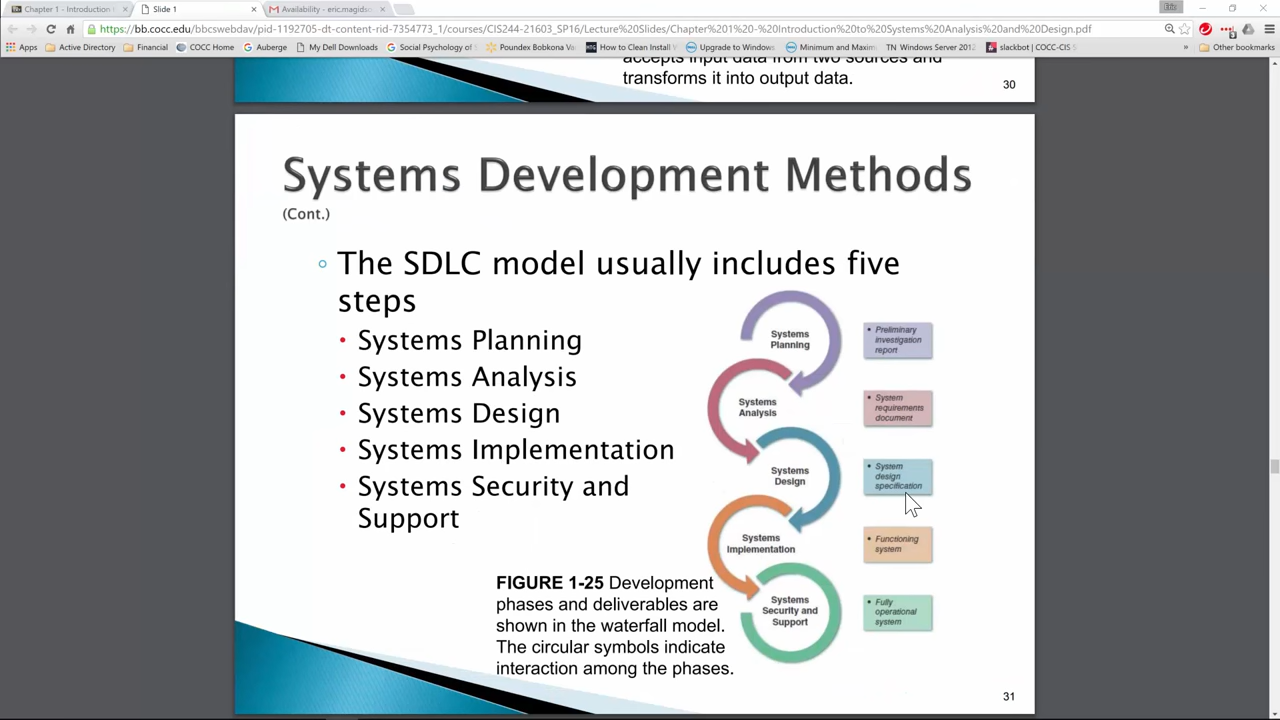 Chapter 1 - Introduction
Slide 1
Availability - eric.magids
https://bb.cocc.edu/bbcswebdav/pid-1192705-dt-content-rid-7354773_1/courses/CIS244-21603_SP16/Lecture%20Slides/Chapter%201%20-%20Introduction%20to%20Systems%20Analysis%20and%20Design.pdf
Apps
Active Directory
Financial
COCC Home
Auberge
My Dell Downloads
Social Psychology of
Poundex Bobkona Va
How to Clean Install W
Upgrade to Windows
Minimum and Maxim
TN Windows Server 2012
slackbot | COCC-CIS S
»
Other bookmarks
accepts input data from two sources and
transforms it into output data.
30
Systems Development Methods
(Cont.)
The SDLC model usually includes five
steps
• Systems Planning
• Systems Analysis
• Systems Design
• Systems Implementation
• Systems Security and
Support
Systems
Planning
• Preliminary
investigation
report
Systems
Analysis
• System
requirements
document
Systems
Design
• System
design
specification
Systems
Implementation
• Functioning
system
Systems
Security and
Support
• Fully
operational
system
FIGURE 1-25 Development
phases and deliverables are
shown in the waterfall model.
The circular symbols indicate
interaction among the phases.
31